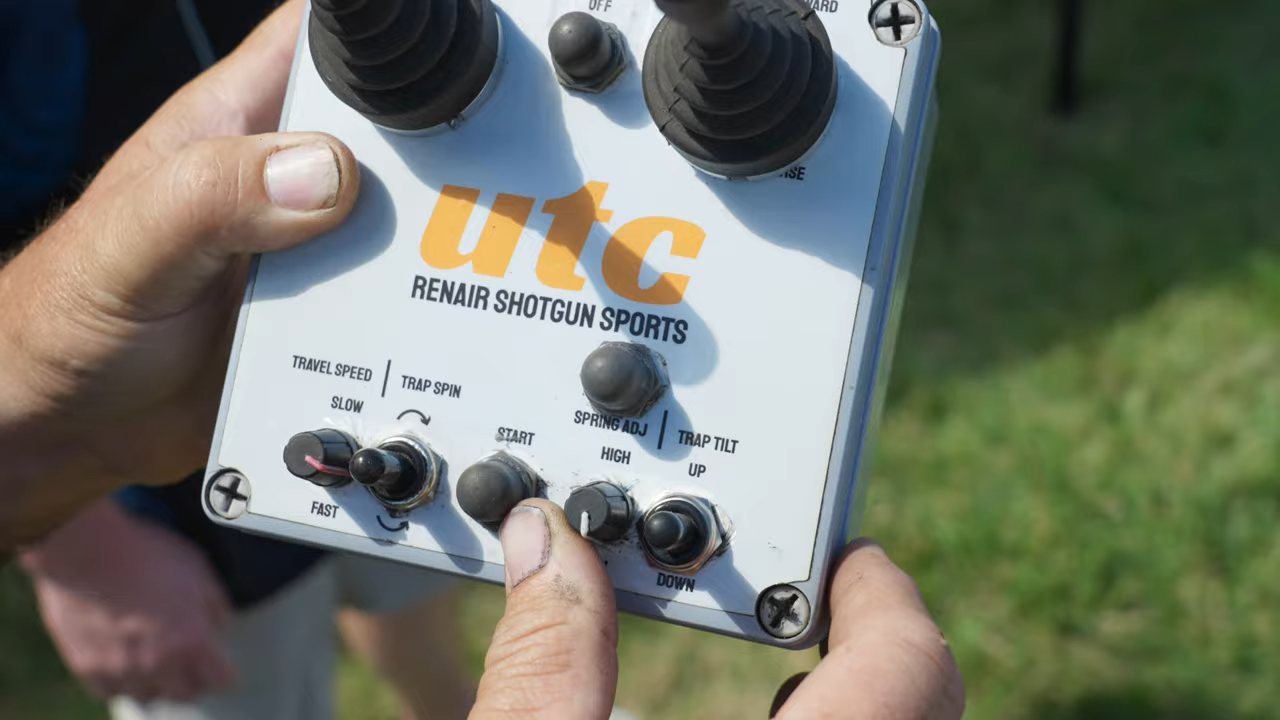 OFF
utc
RENAIR SHOTGUN SPORTS
TRAVEL SPEED | TRAP SPIN
SLOW
FAST
START
SPRING ADJ | TRAP TILT
HIGH
UP
DOWN